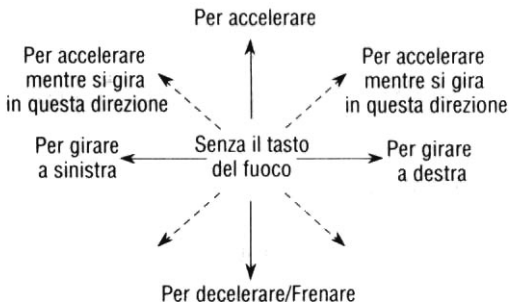 Per accelerare
Per accelerare
mentre si gira
in questa direzione
Per accelerare
mentre si gira
in questa direzione
Per girare
a sinistra
Senza il tasto
del fuoco
Per girare
a destra
Per decelerare/Frenare